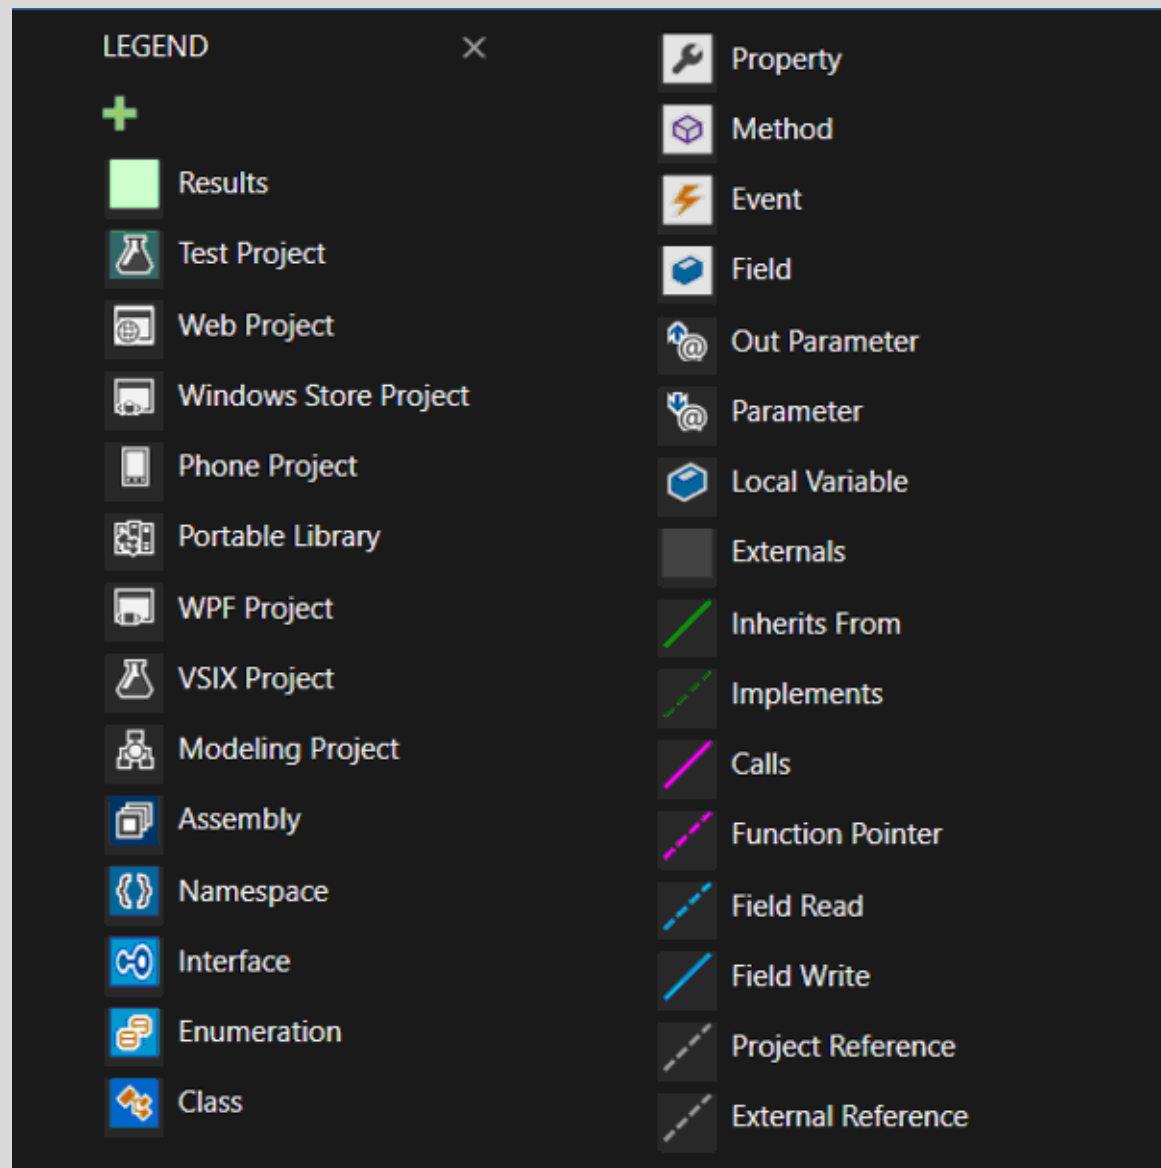 LEGEND
Results
Test Project
Web Project
Windows Store Project
Phone Project
Portable Library
WPF Project
VSIX Project
Modeling Project
Assembly
Namespace
Interface
Enumeration
Class
Property
Method
Event
Field
Out Parameter
Parameter
Local Variable
Externals
Inherits From
Implements
Calls
Function Pointer
Field Read
Field Write
Project Reference
External Reference